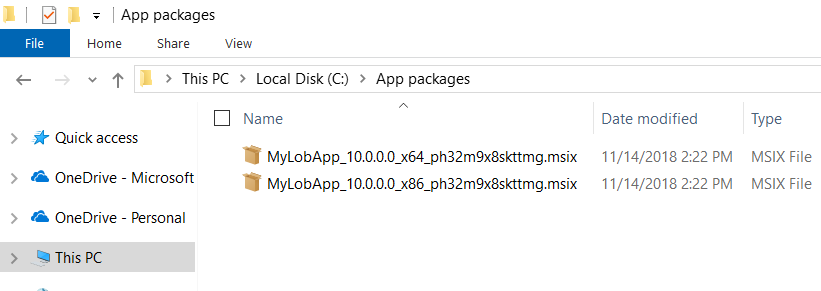 App packages
File Home Share View
This PC Local Disk (C:) App packages
Name Date modified Type
Quick access
MyLobApp_10.0.0.0_x64_ph32m9x8skttmg.msix 11/14/2018 2:22 PM MSIX File
OneDrive - Microsoft MyLobApp_10.0.0.0_x86_ph32m9x8skttmg.msix 11/14/2018 2:22 PM MSIX File
OneDrive - Personal
This PC